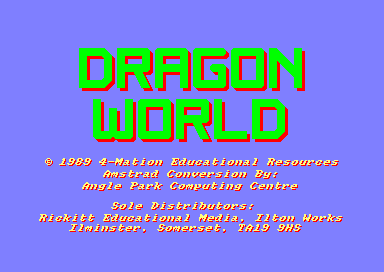 DRAGON
WORLD
© 1989 4-Mation Educational Resources
Amstrad Conversion By:
Angle Park Computing Centre
Sole Distributors:
Rickitt Educational Media, Ilton Works
Ilminster, Somerset, TA19 9HS